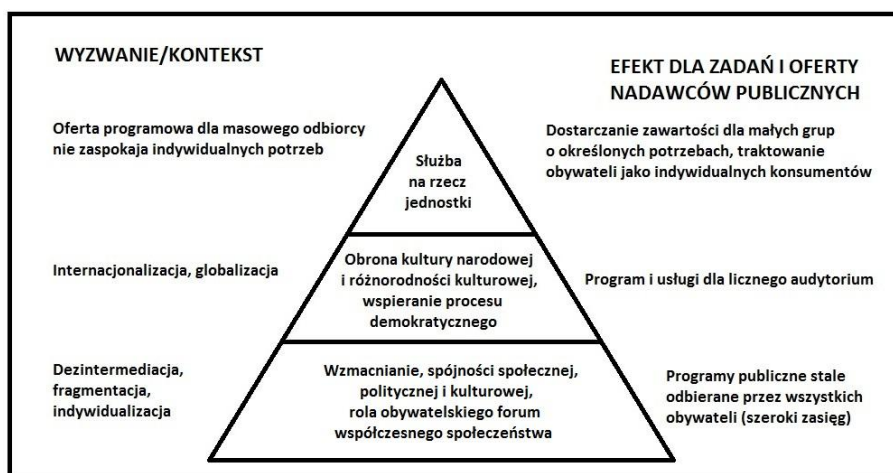 WYZWANIE/KONTEKST
EFEKT DLA ZADAŃ I OFERTY
NADAWCÓW PUBLICZNYCH
Oferta programowa dla masowego odbiorcy
nie zaspokaja indywidualnych potrzeb
Służba
na rzecz
jednostki
Dostarczanie zawartości dla małych grup
o określonych potrzebach, traktowanie
obywateli jako indywidualnych konsumentów
Internacjonalizacja, globalizacja
Obrona kultury narodowej
i różnorodności kulturowej,
wspieranie procesu
demokratycznego
Program i usługi dla licznego audytorium
Dezintermediacja,
fragmentacja,
indywidualizacja
Wzmacnianie, spójności społecznej,
politycznej i kulturowej,
rola obywatelskiego forum
współczesnego społeczeństwa
Programy publiczne stale
odbierane przez wszystkich
obywateli (szeroki zasięg)